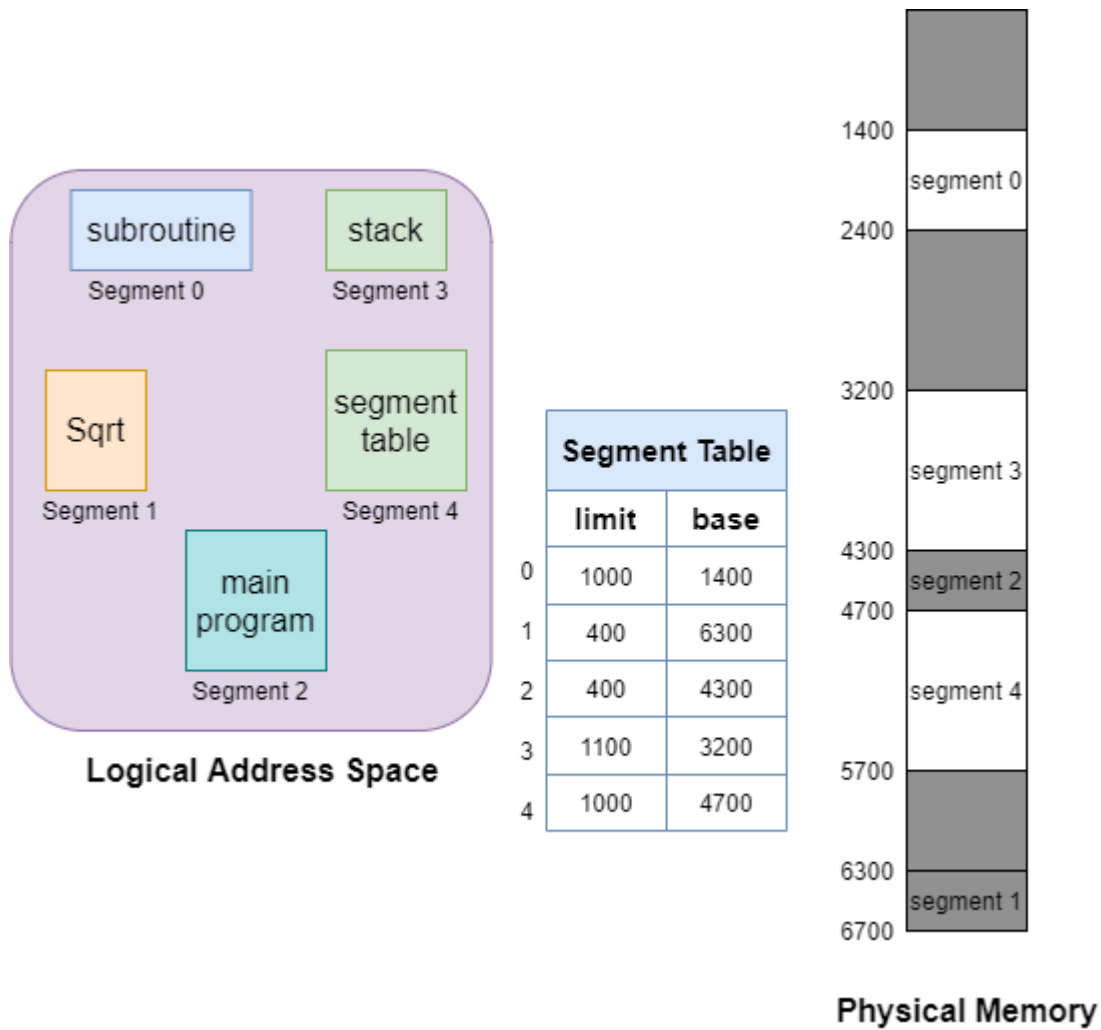 subroutine
Segment 0
stack
Segment 3
Sqrt
Segment 1
segment
table
Segment 4
main
program
Segment 2
Logical Address Space
Segment Table
limit base
0 1000 1400
1 400 6300
2 400 4300
3 1100 3200
4 1000 4700
1400
segment 0
2400
3200
segment 3
4300
segment 2
4700
segment 4
5700
6300
segment 1
6700
Physical Memory